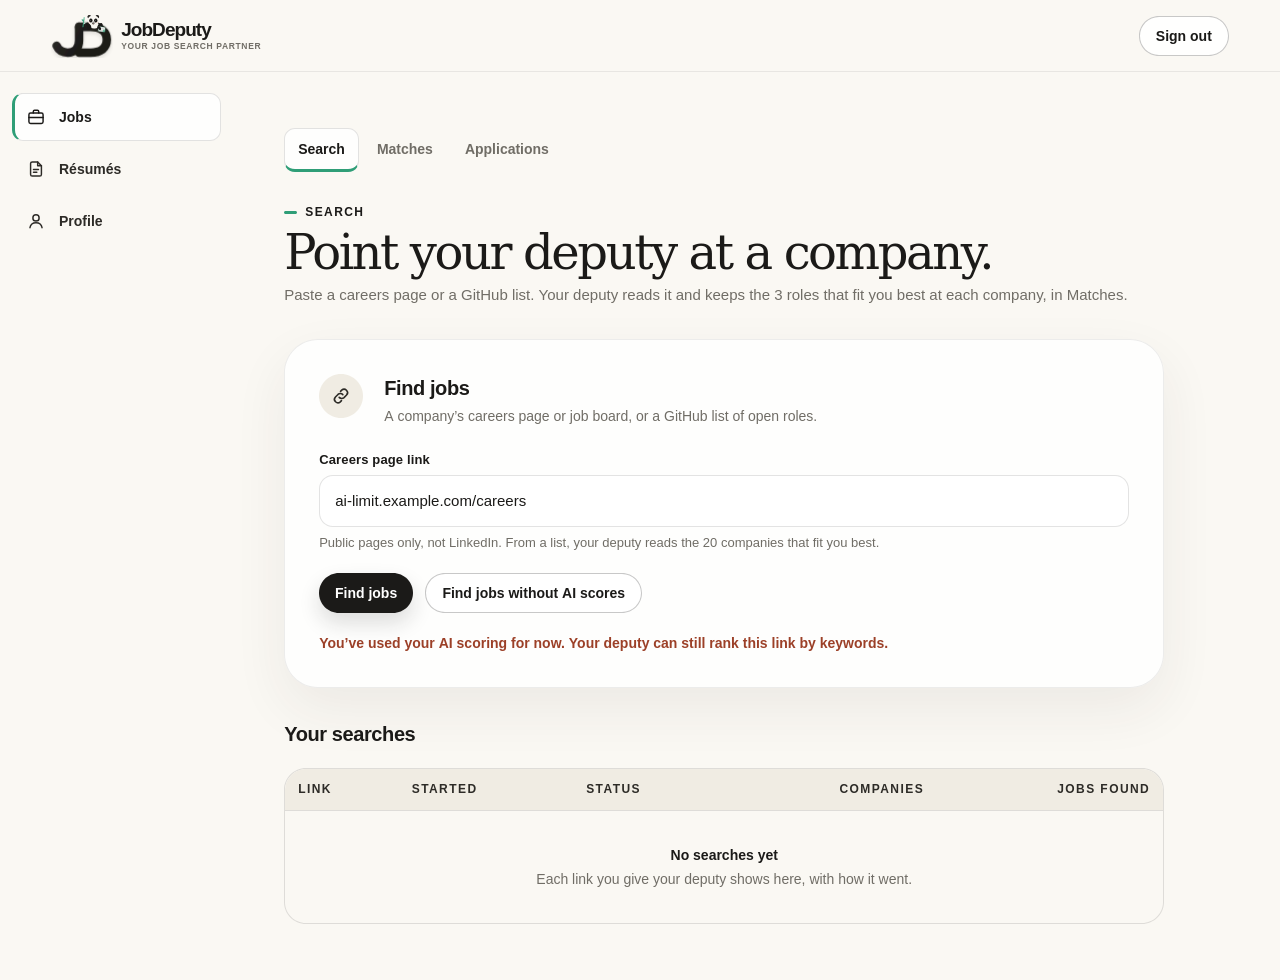 JobDeputy
YOUR JOB SEARCH PARTNER
Sign out
Jobs
Résumés
Profile
Search
Matches
Applications
SEARCH
Point your deputy at a company.
Paste a careers page or a GitHub list. Your deputy reads it and keeps the 3 roles that fit you best at each company, in Matches.
Find jobs
A company’s careers page or job board, or a GitHub list of open roles.
Careers page link
ai-limit.example.com/careers
Public pages only, not LinkedIn. From a list, your deputy reads the 20 companies that fit you best.
Find jobs
Find jobs without AI scores
You’ve used your AI scoring for now. Your deputy can still rank this link by keywords.
Your searches
LINK STARTED STATUS COMPANIES JOBS FOUND
No searches yet
Each link you give your deputy shows here, with how it went.